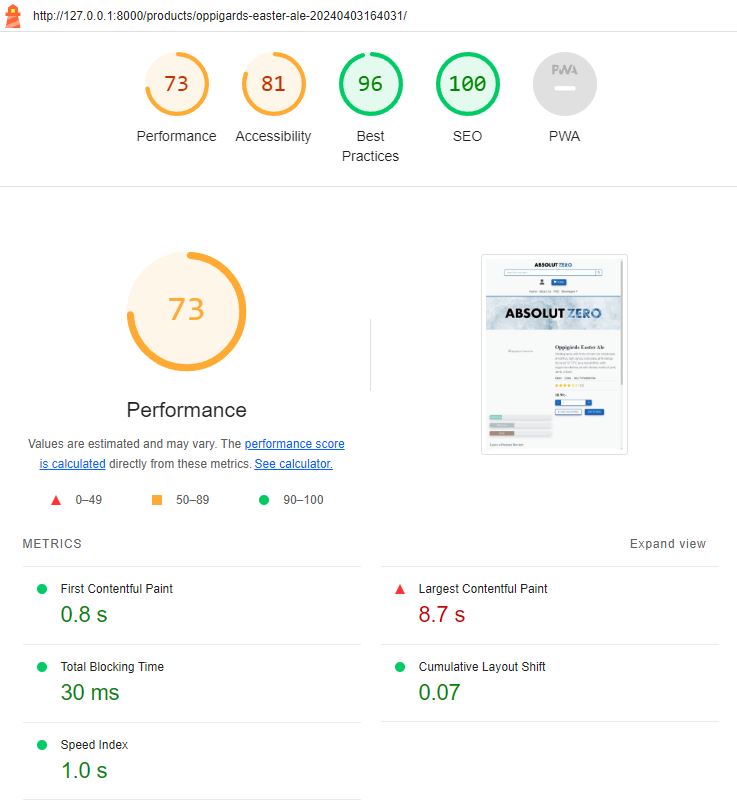 http://127.0.0.1:8000/products/oppigards-easter-ale-20240403164031/
73
81
96
100
PWA
Performance
Accessibility
Best
Practices
SEO
PWA
73
Performance
Values are estimated and may vary. The performance score
is calculated directly from these metrics. See calculator.
0–49
50–89
90–100
ABSOLUT ZERO
ABSOLUT ZERO
Oppigårds Easter Ale
METRICS
Expand view
First Contentful Paint
0.8 s
Largest Contentful Paint
8.7 s
Total Blocking Time
30 ms
Cumulative Layout Shift
0.07
Speed Index
1.0 s